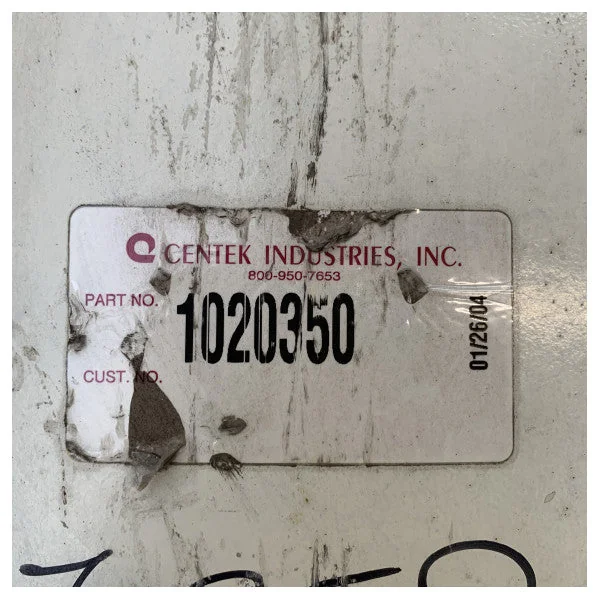 CENTEK INDUSTRIES, INC.
800-950-7653
PART NO. 1020350
01/26/04
CUST. NO.